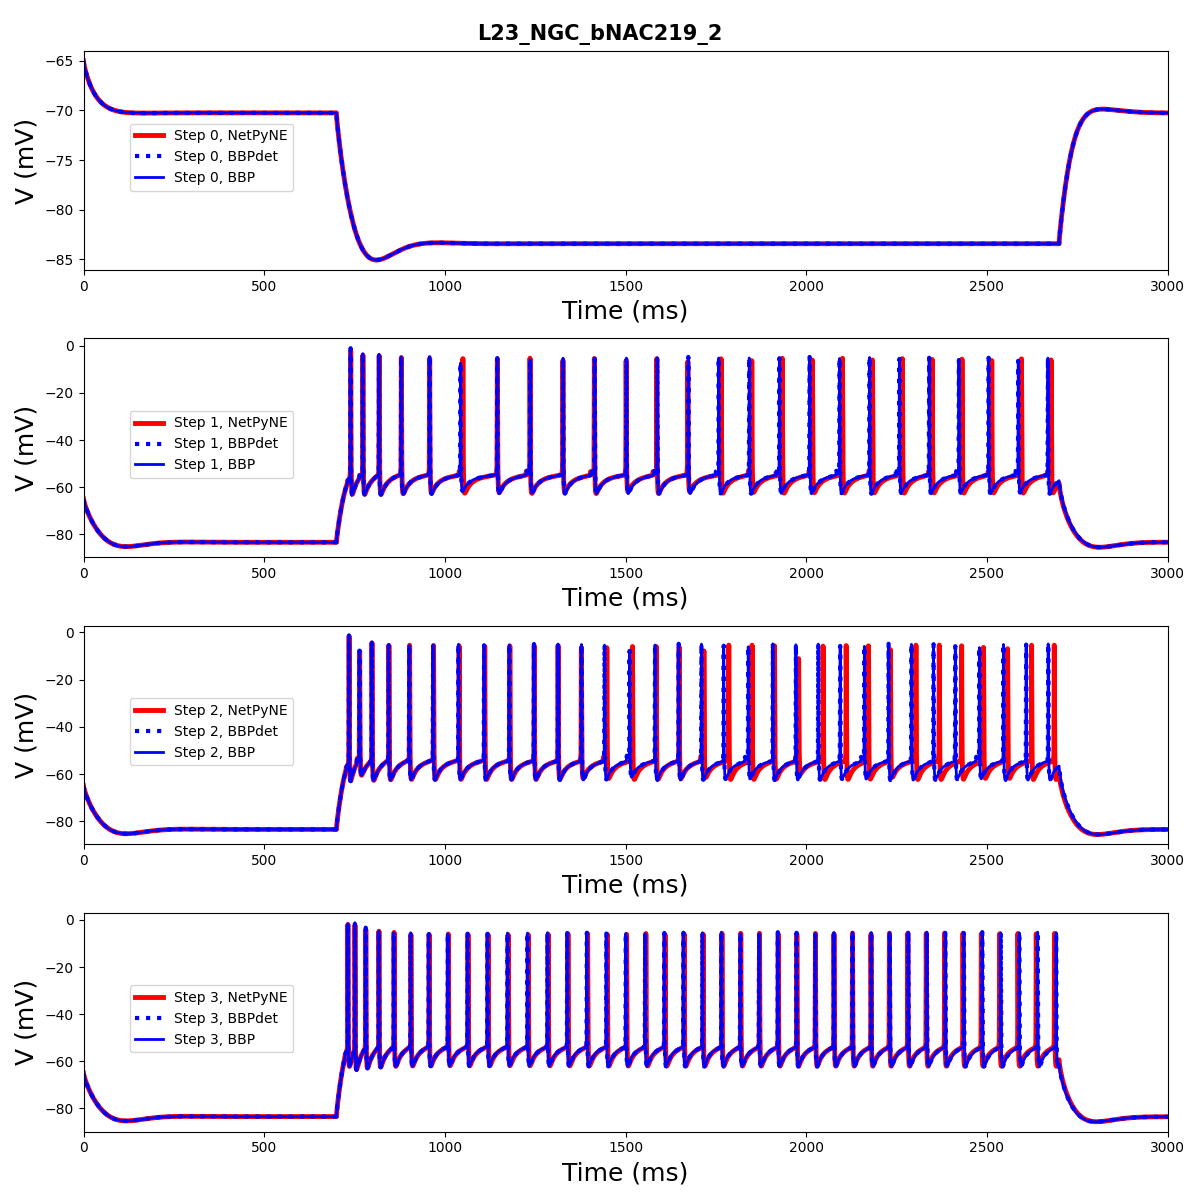 L23_NGC_bNAC219_2
V (mV)
−65
−70
−75
−80
−85
Step 0, NetPyNE
Step 0, BBPdet
Step 0, BBP
0 500 1000 1500 2000 2500 3000
Time (ms)
V (mV)
0
−20
−40
−60
−80
Step 1, NetPyNE
Step 1, BBPdet
Step 1, BBP
0 500 1000 1500 2000 2500 3000
Time (ms)
V (mV)
0
−20
−40
−60
−80
Step 2, NetPyNE
Step 2, BBPdet
Step 2, BBP
0 500 1000 1500 2000 2500 3000
Time (ms)
V (mV)
0
−20
−40
−60
−80
Step 3, NetPyNE
Step 3, BBPdet
Step 3, BBP
0 500 1000 1500 2000 2500 3000
Time (ms)